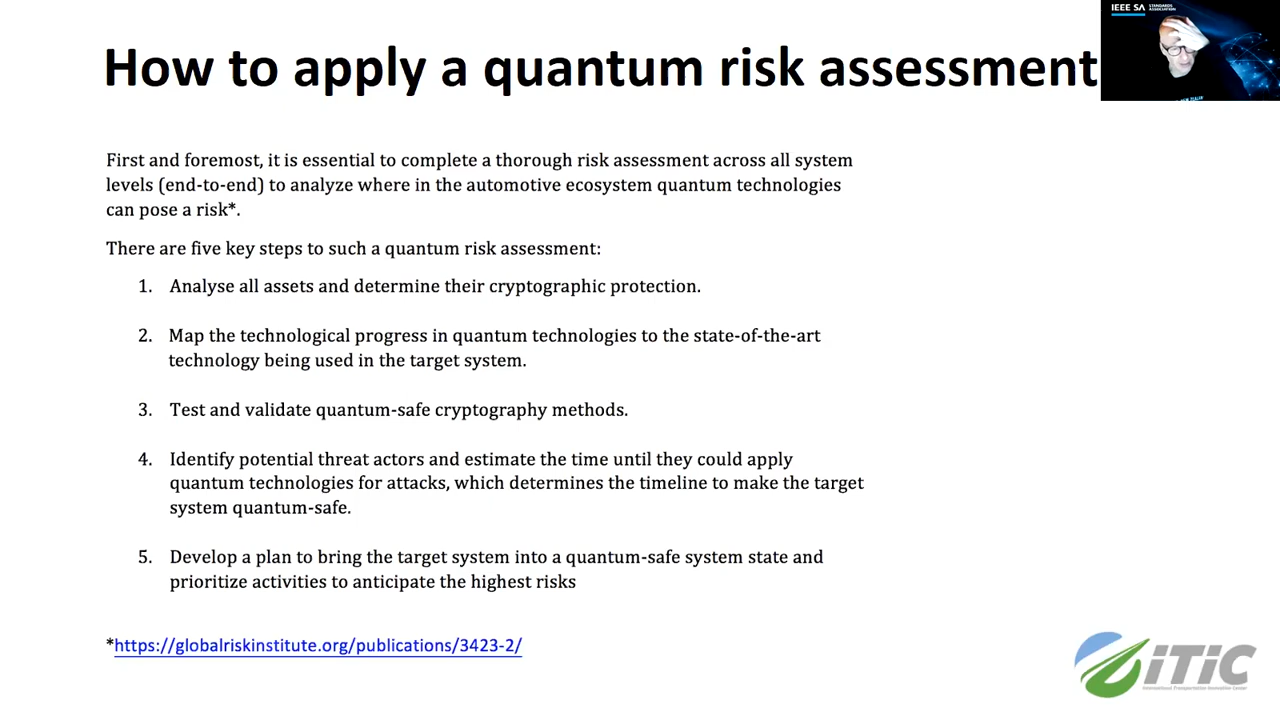 How to apply a quantum risk assessment
IEEE SA STANDARDS ASSOCIATION
First and foremost, it is essential to complete a thorough risk assessment across all system
levels (end-to-end) to analyze where in the automotive ecosystem quantum technologies
can pose a risk*.
There are five key steps to such a quantum risk assessment:
1. Analyse all assets and determine their cryptographic protection.
2. Map the technological progress in quantum technologies to the state-of-the-art
technology being used in the target system.
3. Test and validate quantum-safe cryptography methods.
4. Identify potential threat actors and estimate the time until they could apply
quantum technologies for attacks, which determines the timeline to make the target
system quantum-safe.
5. Develop a plan to bring the target system into a quantum-safe system state and
prioritize activities to anticipate the highest risks
*https://globalriskinstitute.org/publications/3423-2/
iTiC
International Transportation Innovation Center